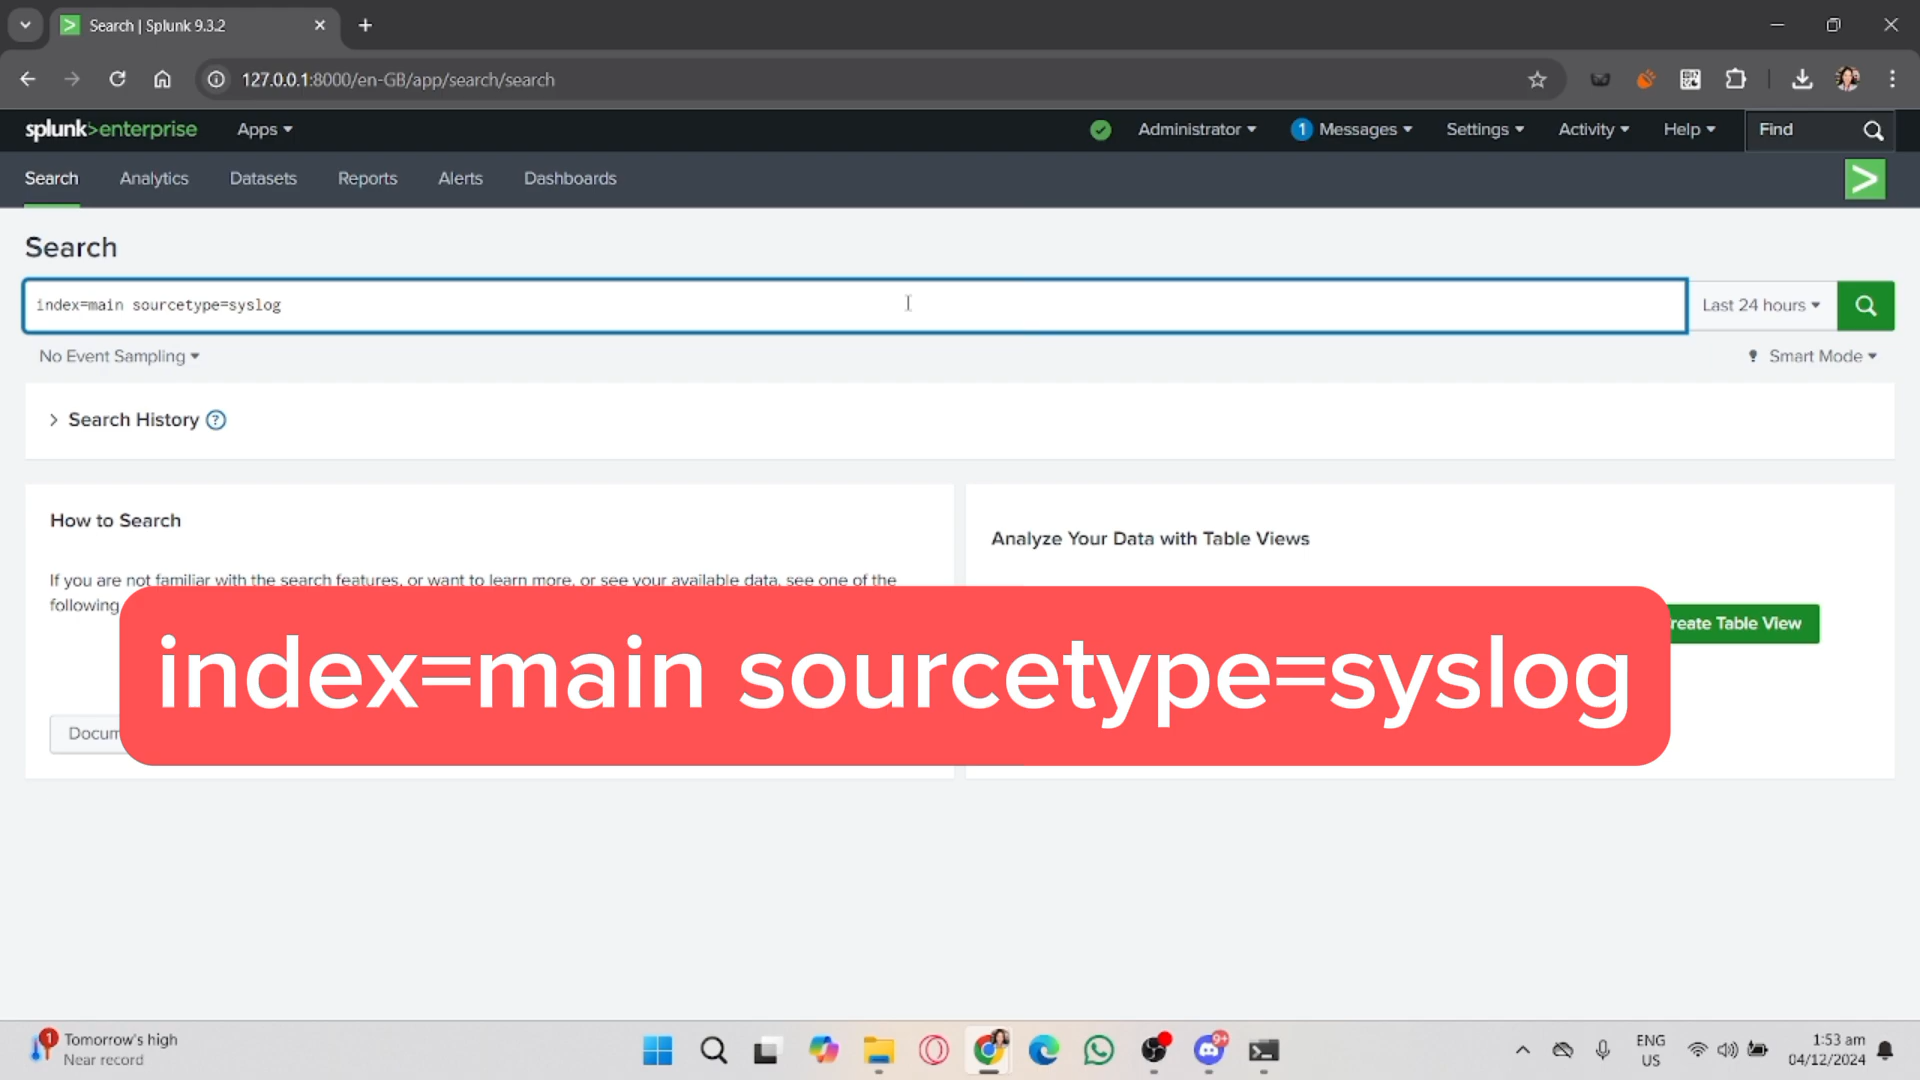 Search | Splunk 9.3.2
127.0.0.1:8000/en-GB/app/search/search
splunk>enterprise Apps Administrator 1 Messages Settings Activity Help Find
Search Analytics Datasets Reports Alerts Dashboards
Search
index=main sourcetype=syslog Last 24 hours
No Event Sampling Smart Mode
Search History ?
How to Search
Analyze Your Data with Table Views
If you are not familiar with the search features, or want to learn more, or see your available data, see one of the
following
reate Table View
index=main sourcetype=syslog
Docum
1 Tomorrow's high
Near record
9+
ENG
US
1:53 am
04/12/2024